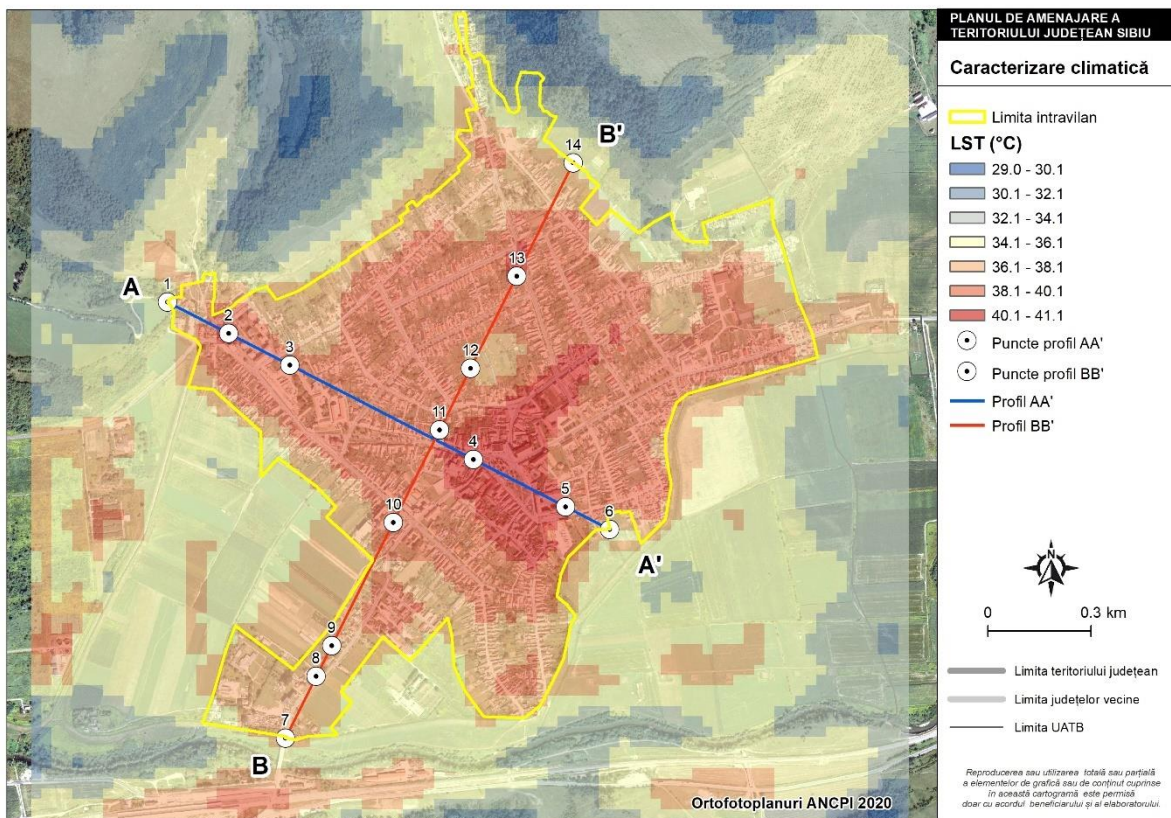 PLANUL DE AMENAJARE A
TERITORIULUI JUDEȚEAN SIBIU
Caracterizare climatică
Limita intravilan
LST (°C)
29.0 - 30.1
30.1 - 32.1
32.1 - 34.1
34.1 - 36.1
36.1 - 38.1
38.1 - 40.1
40.1 - 41.1
Puncte profil AA'
Puncte profil BB'
Profil AA'
Profil BB'
N
0 0.3 km
Limita teritoriului județean
Limita județelor vecine
Limita UATB
Reproducerea sau utilizarea totală sau parțială
a elementelor de grafică sau de conținut cuprinse
în această cartogramă este permisă
doar cu acordul beneficiarului și al elaboratorului.
B'
14
A
1
13
2
3
12
11
4
5
10
6
A'
9
8
7
B
Ortofotoplanuri ANCPI 2020